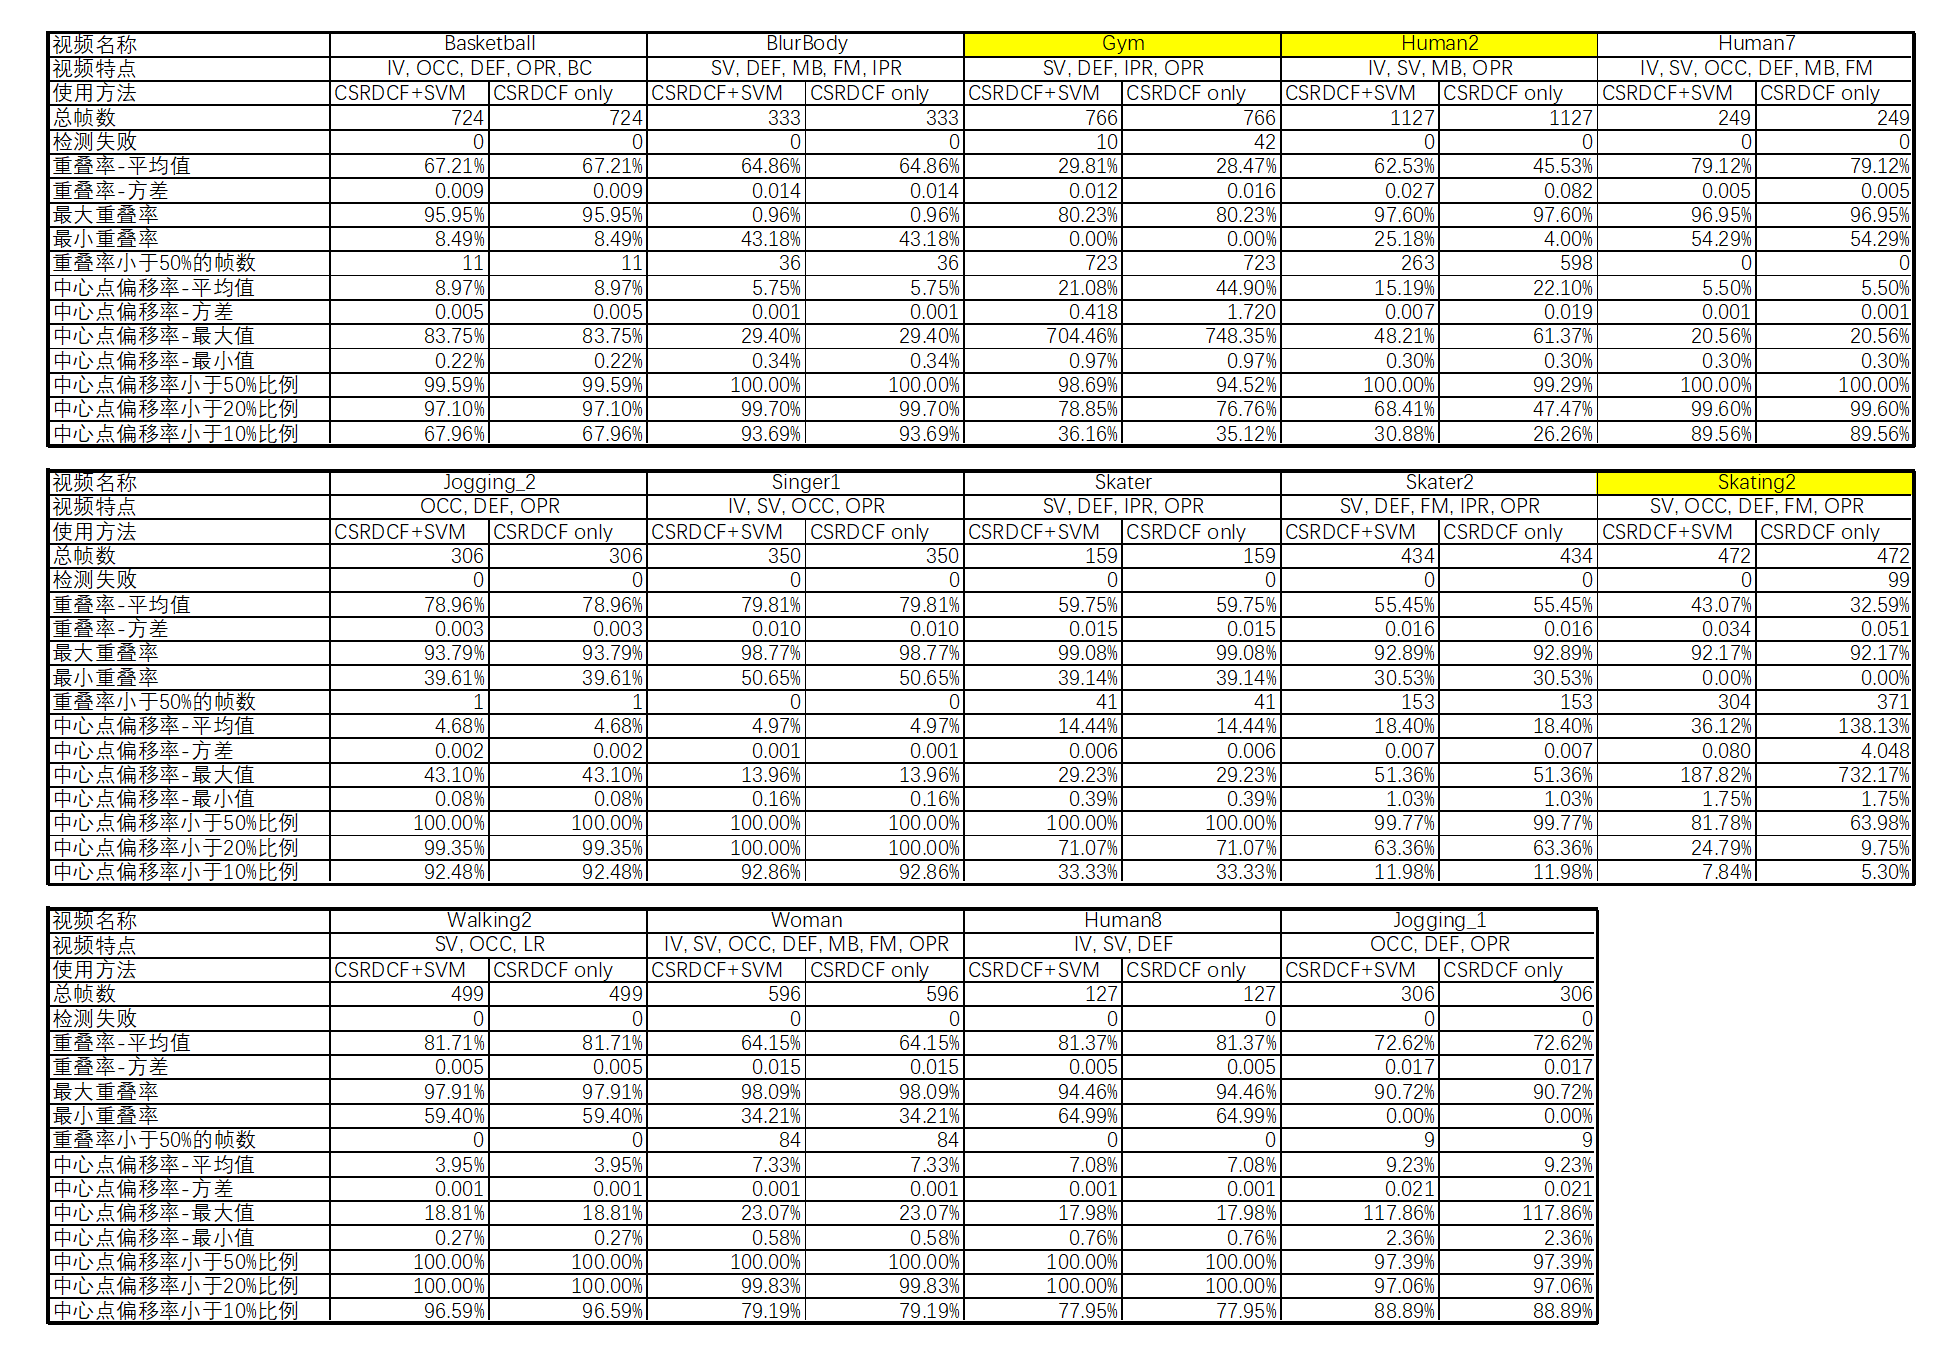 视频名称 Basketball BlurBody Gym Human2 Human7
视频特点 IV, OCC, DEF, OPR, BC SV, DEF, MB, FM, IPR SV, DEF, IPR, OPR IV, SV, MB, OPR IV, SV, OCC, DEF, MB, FM
使用方法 CSRDCF+SVM CSRDCF only CSRDCF+SVM CSRDCF only CSRDCF+SVM CSRDCF only CSRDCF+SVM CSRDCF only CSRDCF+SVM CSRDCF only
总帧数 724 724 333 333 766 766 1127 1127 249 249
检测失败 0 0 0 0 10 42 0 0 0 0
重叠率-平均值 67.21% 67.21% 64.86% 64.86% 29.81% 28.47% 62.53% 45.53% 79.12% 79.12%
重叠率-方差 0.009 0.009 0.014 0.014 0.012 0.016 0.027 0.082 0.005 0.005
最大重叠率 95.95% 95.95% 0.96% 0.96% 80.23% 80.23% 97.60% 97.60% 96.95% 96.95%
最小重叠率 8.49% 8.49% 43.18% 43.18% 0.00% 0.00% 25.18% 4.00% 54.29% 54.29%
重叠率小于50%的帧数 11 11 36 36 723 723 263 598 0 0
中心点偏移率-平均值 8.97% 8.97% 5.75% 5.75% 21.08% 44.90% 15.19% 22.10% 5.50% 5.50%
中心点偏移率-方差 0.005 0.005 0.001 0.001 0.418 1.720 0.007 0.019 0.001 0.001
中心点偏移率-最大值 83.75% 83.75% 29.40% 29.40% 704.46% 748.35% 48.21% 61.37% 20.56% 20.56%
中心点偏移率-最小值 0.22% 0.22% 0.34% 0.34% 0.97% 0.97% 0.30% 0.30% 0.30% 0.30%
中心点偏移率小于50%比例 99.59% 99.59% 100.00% 100.00% 98.69% 94.52% 100.00% 99.29% 100.00% 100.00%
中心点偏移率小于20%比例 97.10% 97.10% 99.70% 99.70% 78.85% 76.76% 68.41% 47.47% 99.60% 99.60%
中心点偏移率小于10%比例 67.96% 67.96% 93.69% 93.69% 36.16% 35.12% 30.88% 26.26% 89.56% 89.56%
视频名称 Jogging_2 Singer1 Skater Skater2 Skating2
视频特点 OCC, DEF, OPR IV, SV, OCC, OPR SV, DEF, IPR, OPR SV, DEF, FM, IPR, OPR SV, OCC, DEF, FM, OPR
使用方法 CSRDCF+SVM CSRDCF only CSRDCF+SVM CSRDCF only CSRDCF+SVM CSRDCF only CSRDCF+SVM CSRDCF only CSRDCF+SVM CSRDCF only
总帧数 306 306 350 350 159 159 434 434 472 472
检测失败 0 0 0 0 0 0 0 0 0 99
重叠率-平均值 78.96% 78.96% 79.81% 79.81% 59.75% 59.75% 55.45% 55.45% 43.07% 32.59%
重叠率-方差 0.003 0.003 0.010 0.010 0.015 0.015 0.016 0.016 0.034 0.051
最大重叠率 93.79% 93.79% 98.77% 98.77% 99.08% 99.08% 92.89% 92.89% 92.17% 92.17%
最小重叠率 39.61% 39.61% 50.65% 50.65% 39.14% 39.14% 30.53% 30.53% 0.00% 0.00%
重叠率小于50%的帧数 1 1 0 0 41 41 153 153 304 371
中心点偏移率-平均值 4.68% 4.68% 4.97% 4.97% 14.44% 14.44% 18.40% 18.40% 36.12% 138.13%
中心点偏移率-方差 0.002 0.002 0.001 0.001 0.006 0.006 0.007 0.007 0.080 4.048
中心点偏移率-最大值 43.10% 43.10% 13.96% 13.96% 29.23% 29.23% 51.36% 51.36% 187.82% 732.17%
中心点偏移率-最小值 0.08% 0.08% 0.16% 0.16% 0.39% 0.39% 1.03% 1.03% 1.75% 1.75%
中心点偏移率小于50%比例 100.00% 100.00% 100.00% 100.00% 100.00% 100.00% 99.77% 99.77% 81.78% 63.98%
中心点偏移率小于20%比例 99.35% 99.35% 100.00% 100.00% 71.07% 71.07% 63.36% 63.36% 24.79% 9.75%
中心点偏移率小于10%比例 92.48% 92.48% 92.86% 92.86% 33.33% 33.33% 11.98% 11.98% 7.84% 5.30%
视频名称 Walking2 Woman Human8 Jogging_1
视频特点 SV, OCC, LR IV, SV, OCC, DEF, MB, FM, OPR IV, SV, DEF OCC, DEF, OPR
使用方法 CSRDCF+SVM CSRDCF only CSRDCF+SVM CSRDCF only CSRDCF+SVM CSRDCF only CSRDCF+SVM CSRDCF only
总帧数 499 499 596 596 127 127 306 306
检测失败 0 0 0 0 0 0 0 0
重叠率-平均值 81.71% 81.71% 64.15% 64.15% 81.37% 81.37% 72.62% 72.62%
重叠率-方差 0.005 0.005 0.015 0.015 0.005 0.005 0.017 0.017
最大重叠率 97.91% 97.91% 98.09% 98.09% 94.46% 94.46% 90.72% 90.72%
最小重叠率 59.40% 59.40% 34.21% 34.21% 64.99% 64.99% 0.00% 0.00%
重叠率小于50%的帧数 0 0 84 84 0 0 9 9
中心点偏移率-平均值 3.95% 3.95% 7.33% 7.33% 7.08% 7.08% 9.23% 9.23%
中心点偏移率-方差 0.001 0.001 0.001 0.001 0.001 0.001 0.021 0.021
中心点偏移率-最大值 18.81% 18.81% 23.07% 23.07% 17.98% 17.98% 117.86% 117.86%
中心点偏移率-最小值 0.27% 0.27% 0.58% 0.58% 0.76% 0.76% 2.36% 2.36%
中心点偏移率小于50%比例 100.00% 100.00% 100.00% 100.00% 100.00% 100.00% 97.39% 97.39%
中心点偏移率小于20%比例 100.00% 100.00% 99.83% 99.83% 100.00% 100.00% 97.06% 97.06%
中心点偏移率小于10%比例 96.59% 96.59% 79.19% 79.19% 77.95% 77.95% 88.89% 88.89%